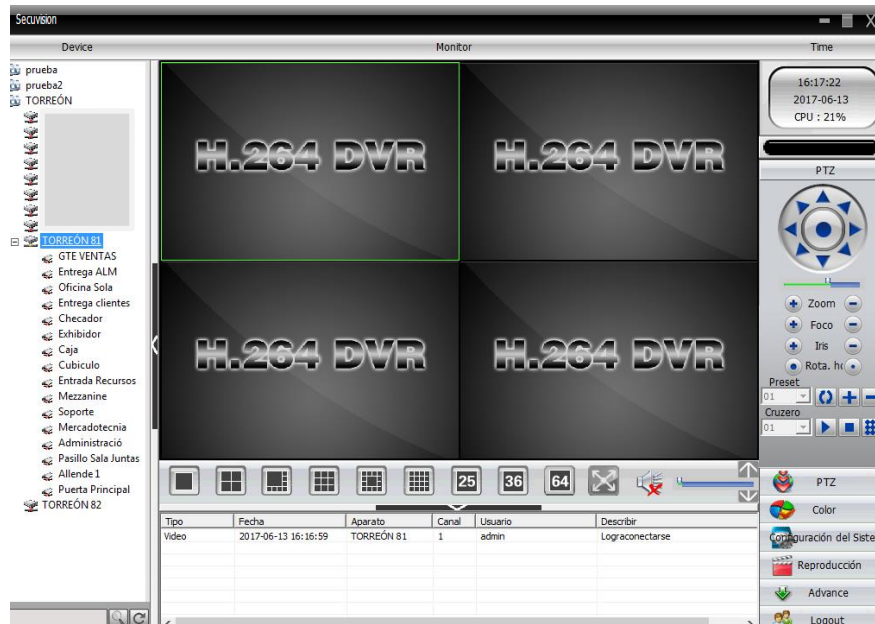 Secuvision
Device
Monitor
Time
prueba
prueba2
TORREÓN
TORREÓN 81
GTE VENTAS
Entrega ALM
Oficina Sola
Entrega clientes
Checador
Exhibidor
Caja
Cubiculo
Entrada Recursos
Mezzanine
Soporte
Mercadotecnia
Administració
Pasillo Sala Juntas
Allende 1
Puerta Principal
TORREÓN 82
H.264 DVR
H.264 DVR
H.264 DVR
H.264 DVR
25 36 64
Tipo Fecha Aparato Canal Usuario Describir
Video 2017-06-13 16:16:59 TORREÓN 81 1 admin Lograconectarse
16:17:22
2017-06-13
CPU : 21%
PTZ
Zoom
Foco
Iris
Rota. ho
Preset
01
Cruzero
01
PTZ
Color
Configuración del Siste
Reproducción
Advance
Logout